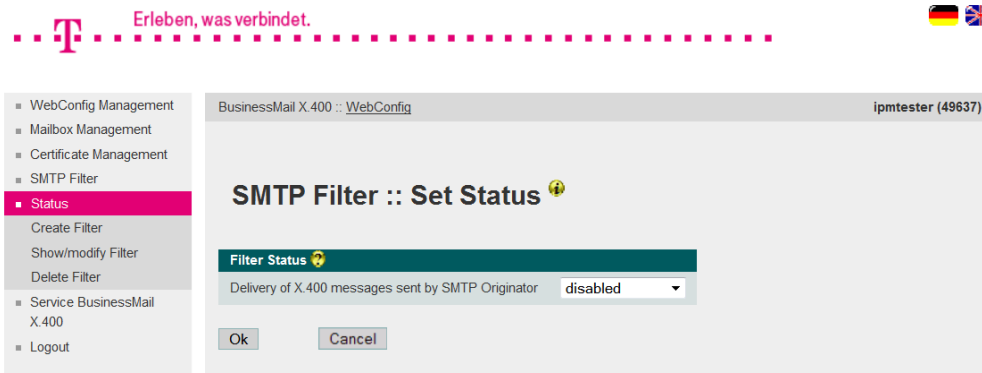 Erleben, was verbindet.
T
WebConfig Management
Mailbox Management
Certificate Management
SMTP Filter
Status
Create Filter
Show/modify Filter
Delete Filter
Service BusinessMail
X.400
Logout
BusinessMail X.400 :: WebConfig
ipmtester (49637)
SMTP Filter :: Set Status
Filter Status
Delivery of X.400 messages sent by SMTP Originator
disabled
Ok
Cancel